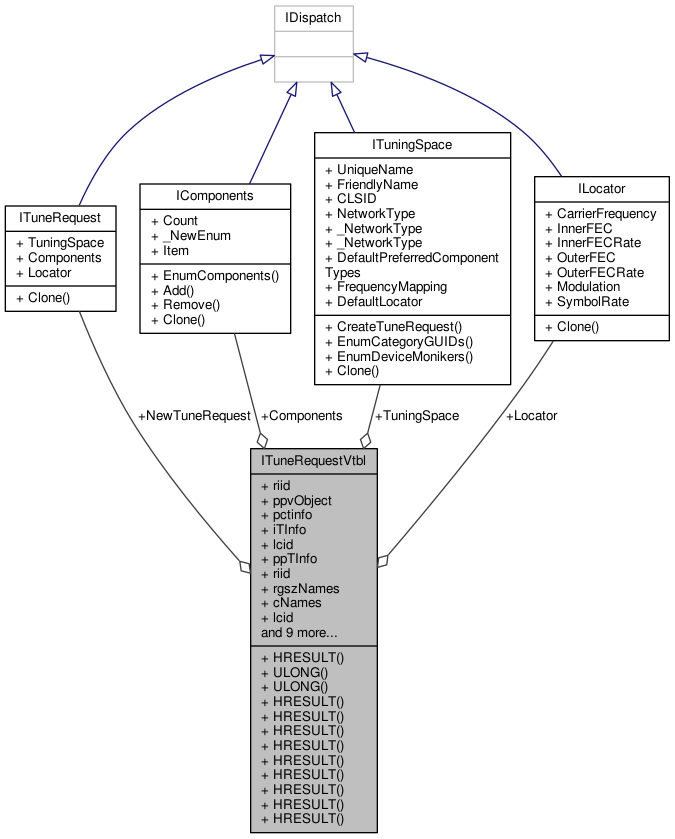 IDispatch
ITuneRequest
+ TuningSpace
+ Components
+ Locator
+ Clone()
IComponents
+ Count
+ _NewEnum
+ Item
+ EnumComponents()
+ Add()
+ Remove()
+ Clone()
ITuningSpace
+ UniqueName
+ FriendlyName
+ CLSID
+ NetworkType
+ _NetworkType
+ _NetworkType
+ DefaultPreferredComponent
Types
+ FrequencyMapping
+ DefaultLocator
+ CreateTuneRequest()
+ EnumCategoryGUIDs()
+ EnumDeviceMonikers()
+ Clone()
ILocator
+ CarrierFrequency
+ InnerFEC
+ InnerFECRate
+ OuterFEC
+ OuterFECRate
+ Modulation
+ SymbolRate
+ Clone()
+NewTuneRequest
+Components
+TuningSpace
+Locator
ITuneRequestVtbl
+ riid
+ ppvObject
+ pctinfo
+ iTInfo
+ lcid
+ ppTInfo
+ riid
+ rgszNames
+ cNames
+ lcid
and 9 more...
+ HRESULT()
+ ULONG()
+ ULONG()
+ HRESULT()
+ HRESULT()
+ HRESULT()
+ HRESULT()
+ HRESULT()
+ HRESULT()
+ HRESULT()
+ HRESULT()
+ HRESULT()